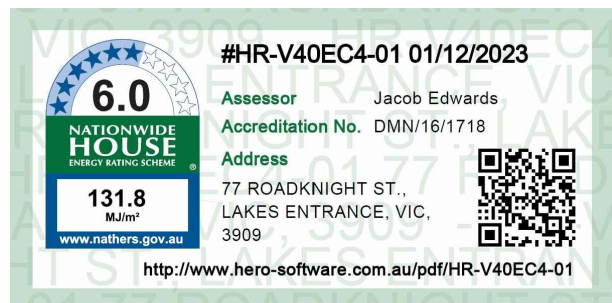 #HR-V40EC4-01 01/12/2023
6.0
NATIONWIDE
HOUSE
ENERGY RATING SCHEME ®
131.8
MJ/m²
www.nathers.gov.au
Assessor Jacob Edwards
Accreditation No. DMN/16/1718
Address
77 ROADKNIGHT ST.,
LAKES ENTRANCE, VIC,
3909
http://www.hero-software.com.au/pdf/HR-V40EC4-01